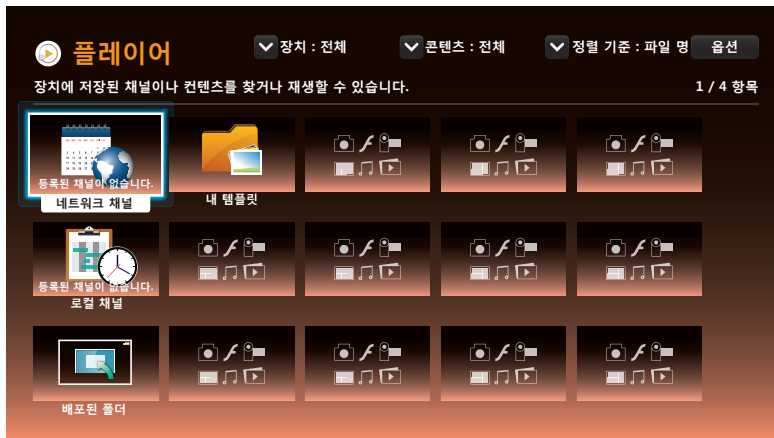 플레이어
장치 : 전체
콘텐츠 : 전체
정렬 기준 : 파일 명
옵션
장치에 저장된 채널이나 컨텐츠를 찾거나 재생할 수 있습니다.
1 / 4 항목
등록된 채널이 없습니다.
네트워크 채널
내 템플릿
등록된 채널이 없습니다.
로컬 채널
배포된 폴더